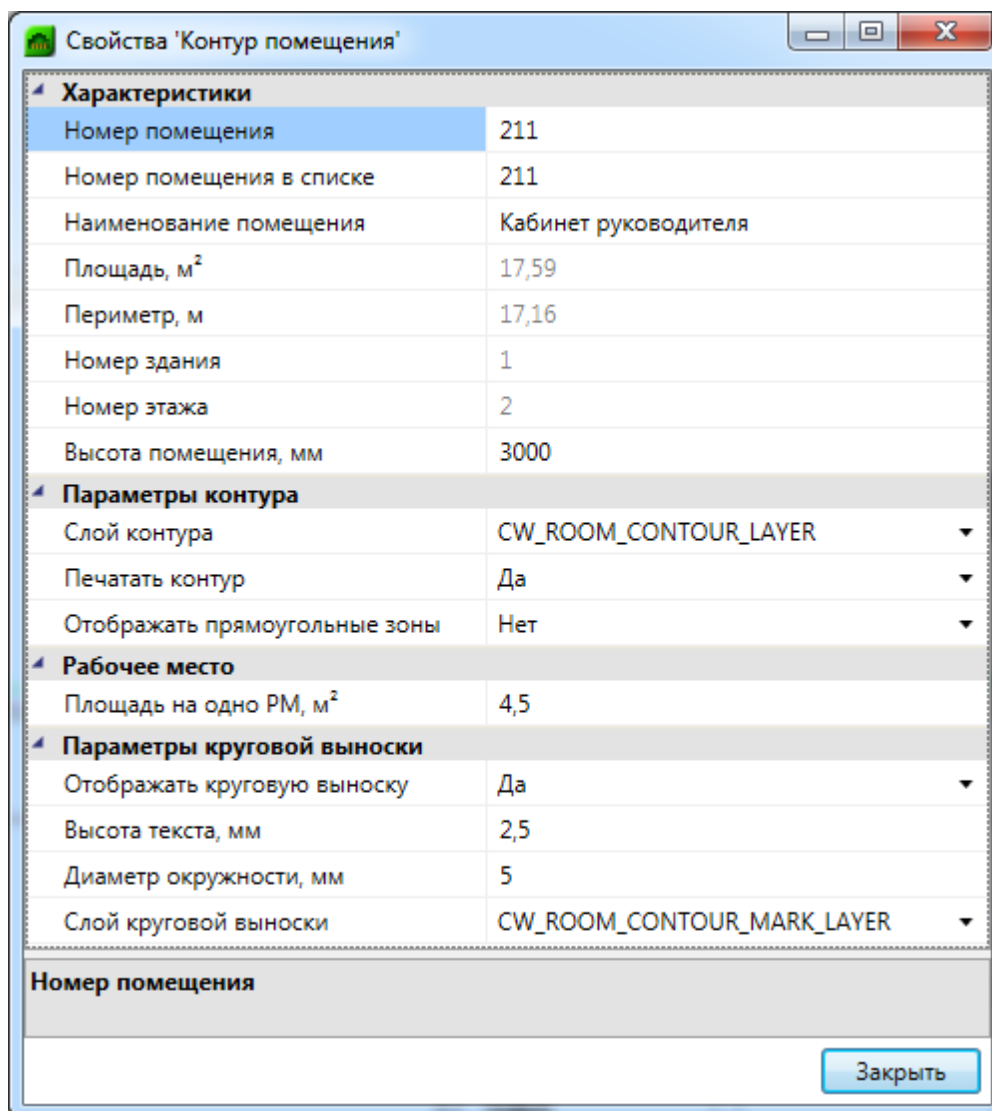 Свойства 'Контур помещения'
Характеристики
Номер помещения 211
Номер помещения в списке 211
Наименование помещения Кабинет руководителя
Площадь, м² 17,59
Периметр, м 17,16
Номер здания 1
Номер этажа 2
Высота помещения, мм 3000
Параметры контура
Слой контура CW_ROOM_CONTOUR_LAYER
Печатать контур Да
Отображать прямоугольные зоны Нет
Рабочее место
Площадь на одно РМ, м² 4,5
Параметры круговой выноски
Отображать круговую выноску Да
Высота текста, мм 2,5
Диаметр окружности, мм 5
Слой круговой выноски CW_ROOM_CONTOUR_MARK_LAYER
Номер помещения
Закрыть